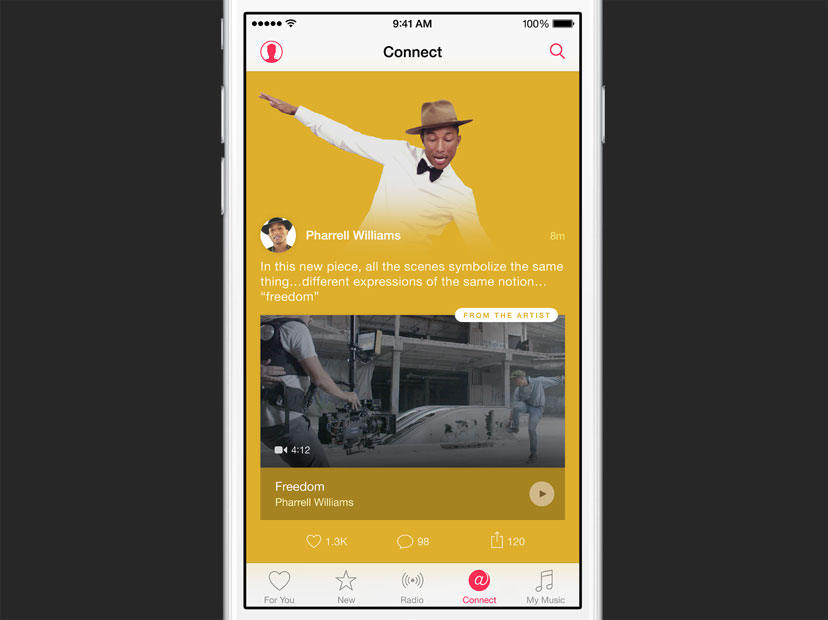 9:41 AM
100%
Connect
Pharrell Williams
8m
In this new piece, all the scenes symbolize the same
thing…different expressions of the same notion…
“freedom”
FROM THE ARTIST
4:12
Freedom
Pharrell Williams
1.3K
98
120
For You
New
Radio
@
Connect
My Music